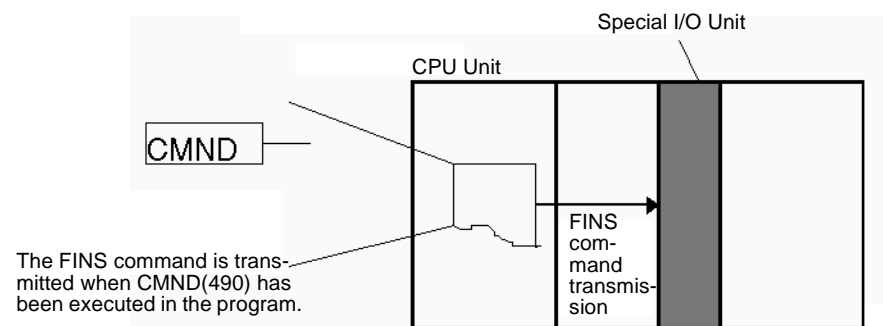 Special I/O Unit
CPU Unit
CMND
FINS
com-
mand
transmis-
sion
The FINS command is trans-
mitted when CMND(490) has
been executed in the program.